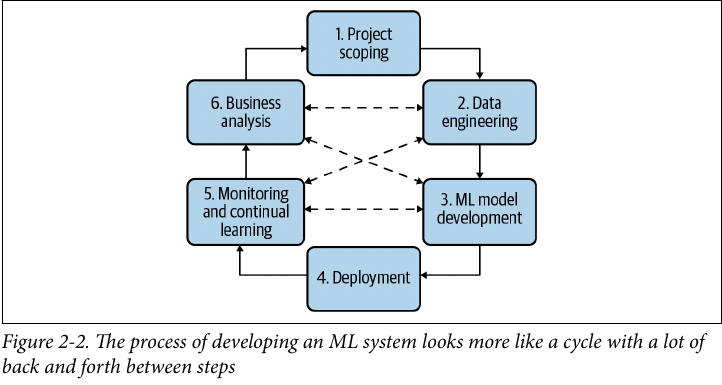 1. Project
scoping
6. Business
analysis
2. Data
engineering
5. Monitoring
and continual
learning
3. ML model
development
4. Deployment
Figure 2-2. The process of developing an ML system looks more like a cycle with a lot of
back and forth between steps